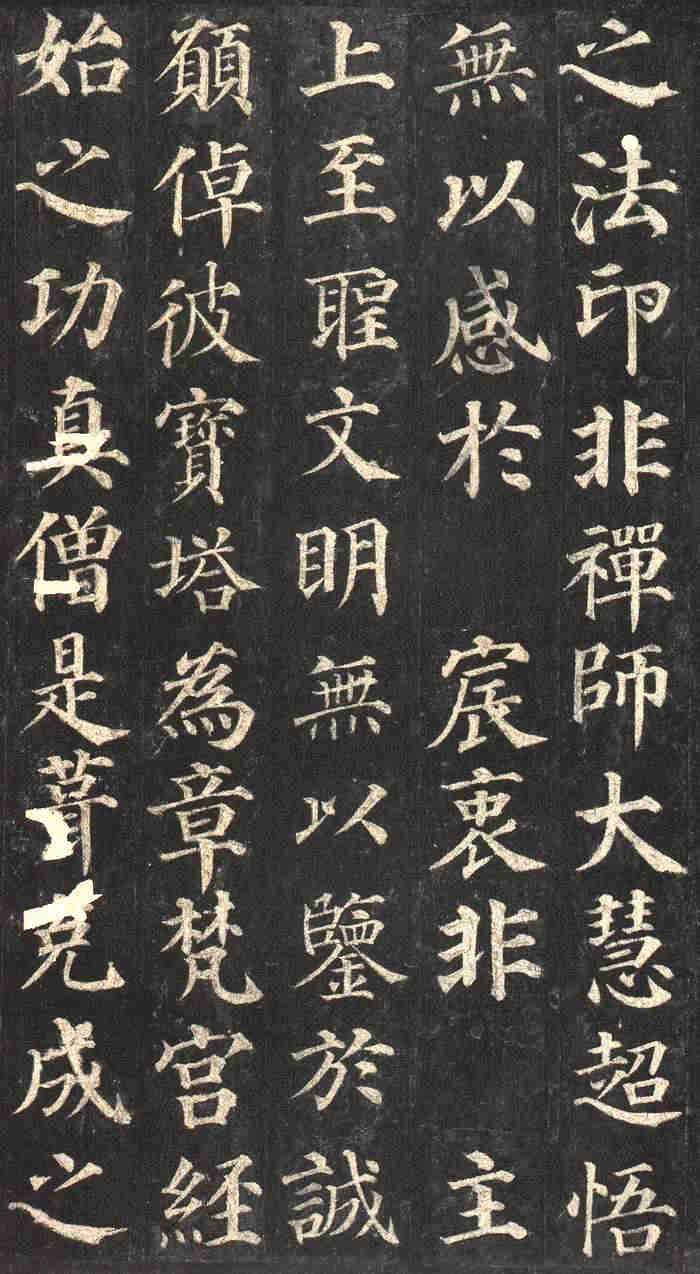 之法印非禪師大慧超悟
無以感於　宸衷非　主
上至聖文明無以鑒於誠
願倬彼寶塔為章梵宮經
始之功真僧是葺克成之